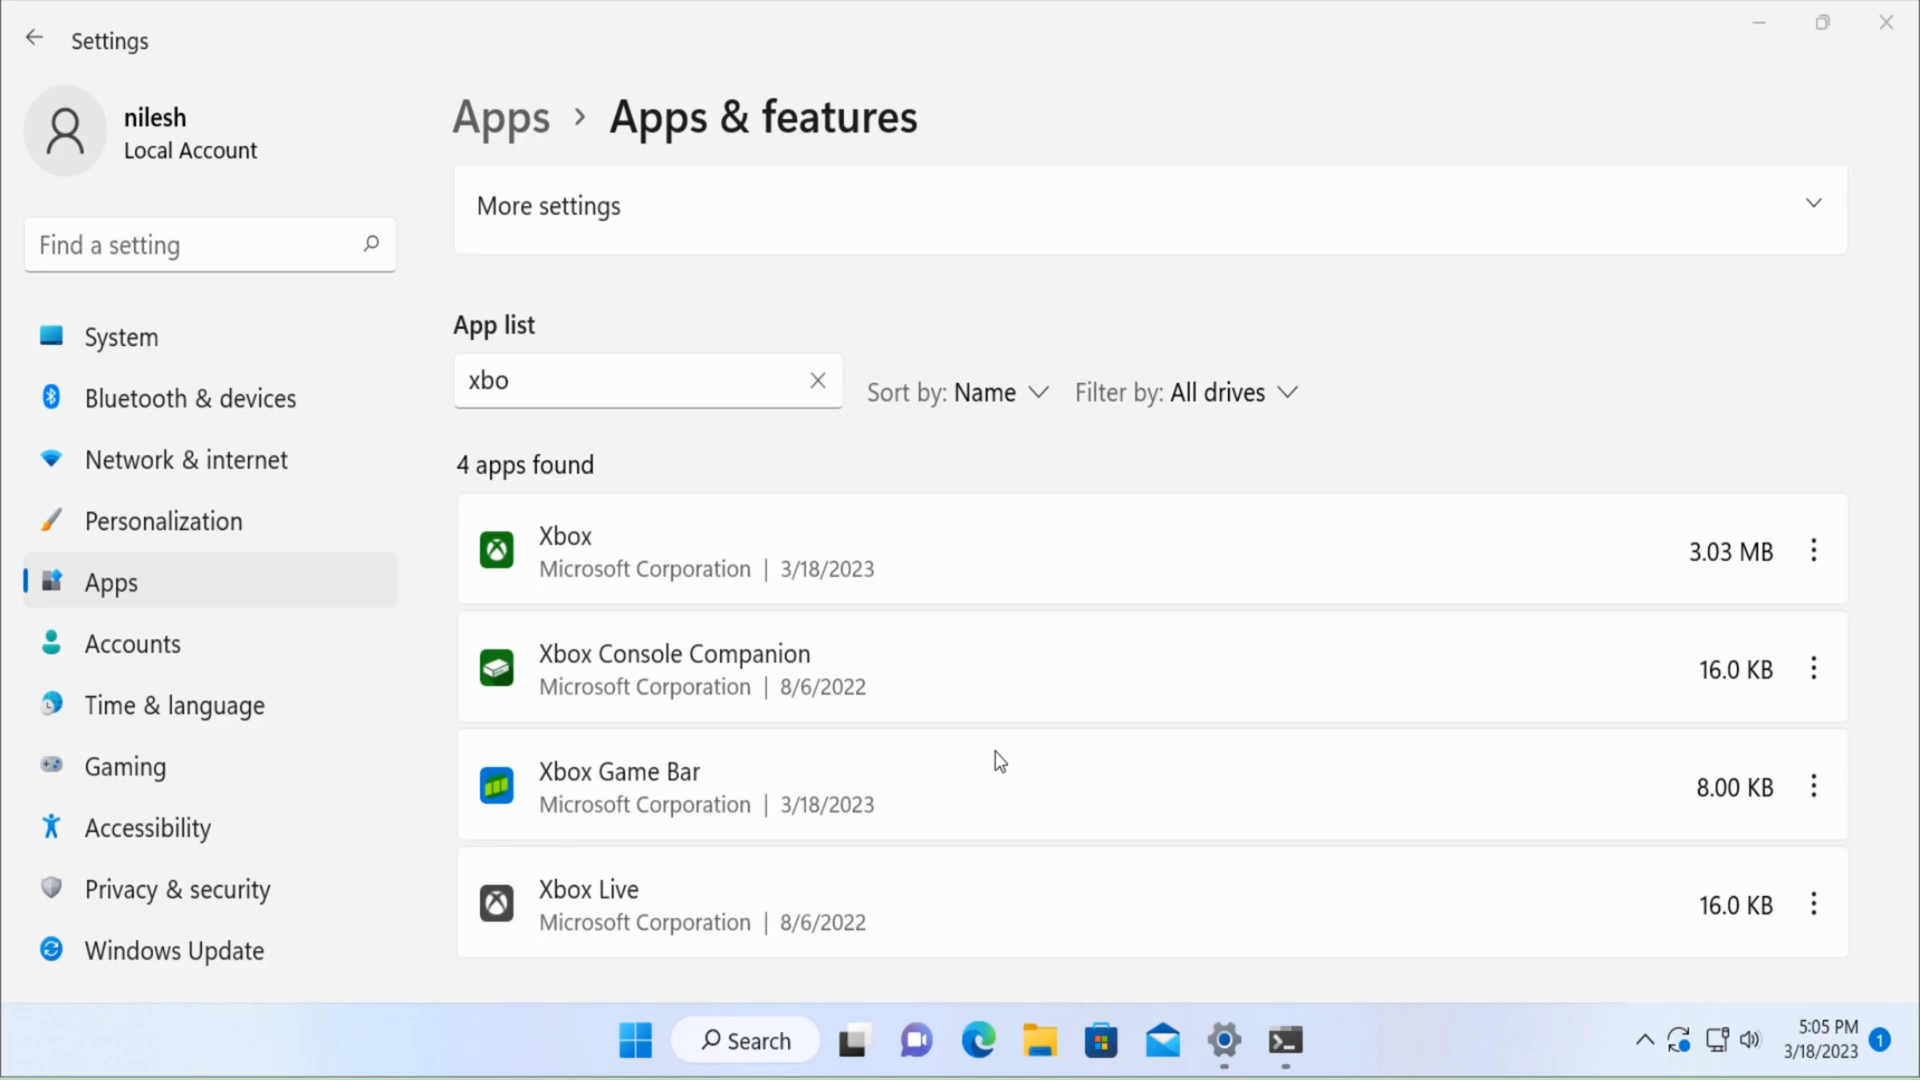 Settings
nilesh
Local Account
Find a setting
System
Bluetooth & devices
Network & internet
Personalization
Apps
Accounts
Time & language
Gaming
Accessibility
Privacy & security
Windows Update
Apps > Apps & features
More settings
App list
xbo
Sort by: Name
Filter by: All drives
4 apps found
Xbox
Microsoft Corporation | 3/18/2023
3.03 MB
Xbox Console Companion
Microsoft Corporation | 8/6/2022
16.0 KB
Xbox Game Bar
Microsoft Corporation | 3/18/2023
8.00 KB
Xbox Live
Microsoft Corporation | 8/6/2022
16.0 KB
Search
5:05 PM
3/18/2023
1